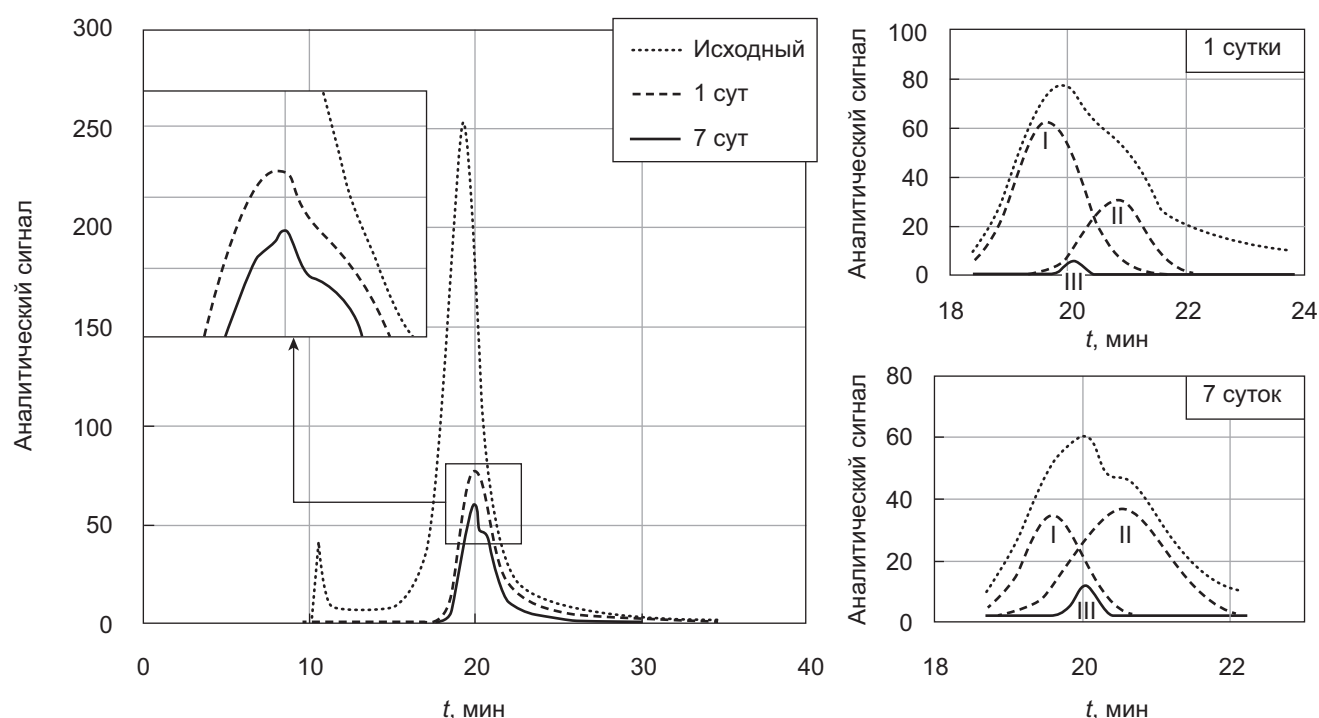 300
250
200
150
100
50
0
0
10
20
30
40
Аналитический сигнал
t, мин
Исходный
1 сут
7 сут
100
80
60
40
20
0
18
20
22
24
Аналитический сигнал
t, мин
1 сутки
I
II
III
80
60
40
20
0
18
20
22
Аналитический сигнал
t, мин
7 суток
I
II
III